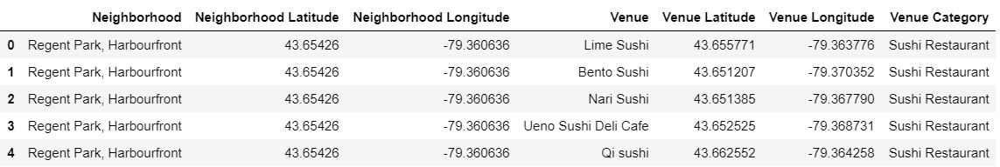 Neighborhood Neighborhood Latitude Neighborhood Longitude Venue Venue Latitude Venue Longitude Venue Category
0 Regent Park, Harbourfront 43.65426 -79.360636 Lime Sushi 43.655771 -79.363776 Sushi Restaurant
1 Regent Park, Harbourfront 43.65426 -79.360636 Bento Sushi 43.651207 -79.370352 Sushi Restaurant
2 Regent Park, Harbourfront 43.65426 -79.360636 Nari Sushi 43.651385 -79.367790 Sushi Restaurant
3 Regent Park, Harbourfront 43.65426 -79.360636 Ueno Sushi Deli Cafe 43.652525 -79.368731 Sushi Restaurant
4 Regent Park, Harbourfront 43.65426 -79.360636 Qi sushi 43.662552 -79.364258 Sushi Restaurant